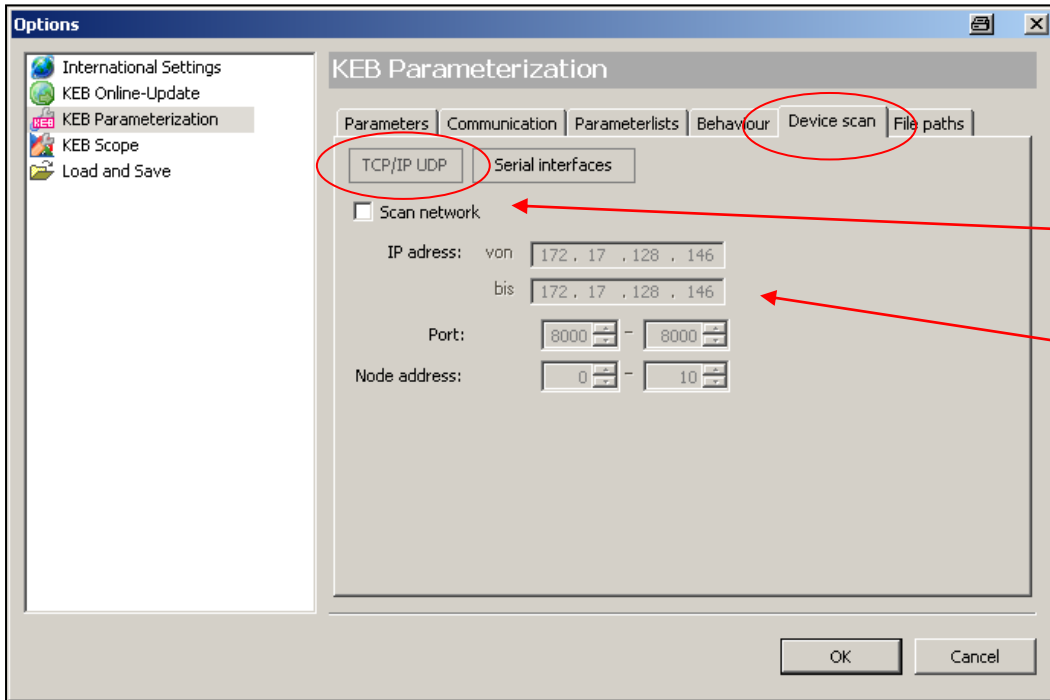 Options
International Settings
KEB Online-Update
KEB Parameterization
KEB Scope
Load and Save
KEB Parameterization
Parameters Communication Parameterlists Behaviour Device scan File paths
TCP/IP UDP Serial interfaces
Scan network
IP adress: von 172 . 17 . 128 . 146
bis 172 . 17 . 128 . 146
Port: 8000 - 8000
Node address: 0 - 10
OK Cancel